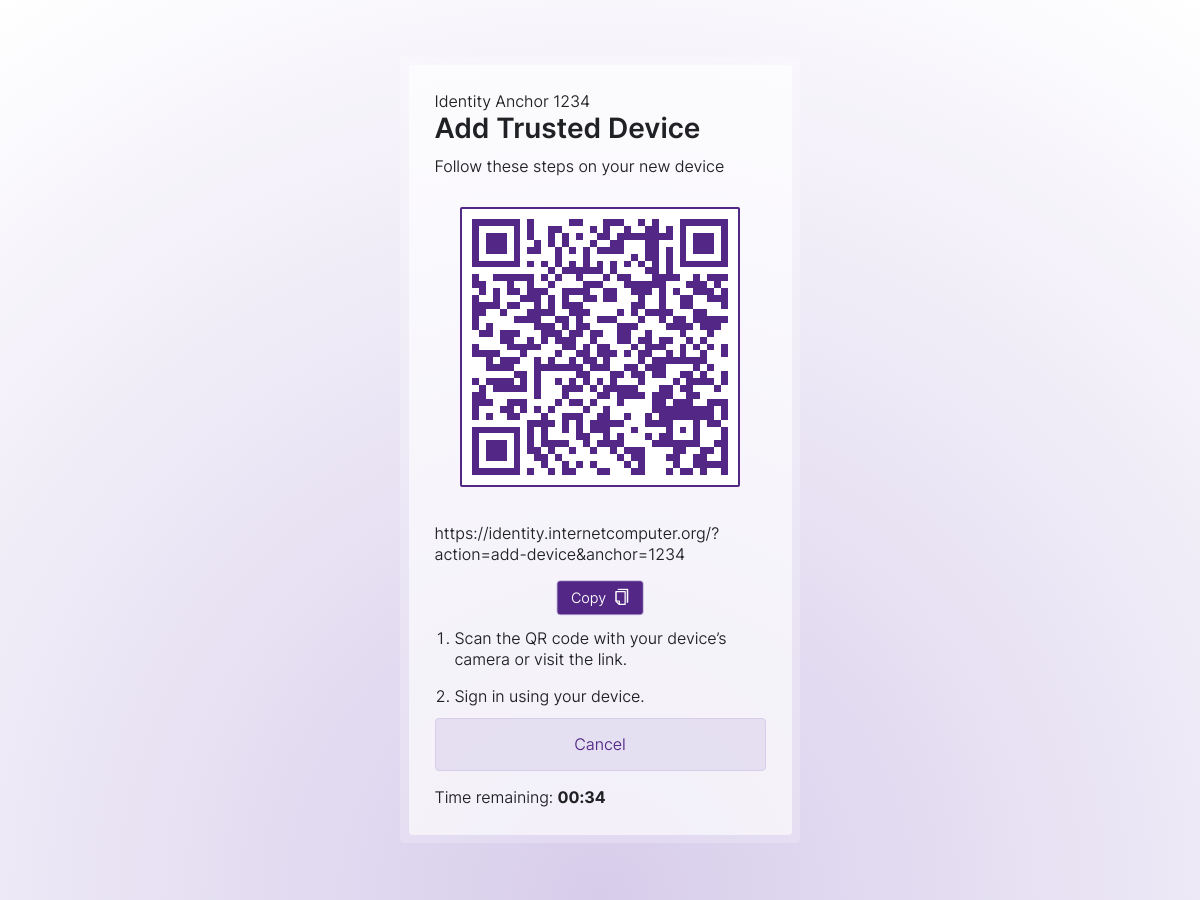 Identity Anchor 1234
Add Trusted Device
Follow these steps on your new device
https://identity.internetcomputer.org/?
action=add-device&anchor=1234
Copy
1. Scan the QR code with your device’s
camera or visit the link.
2. Sign in using your device.
Cancel
Time remaining: 00:34